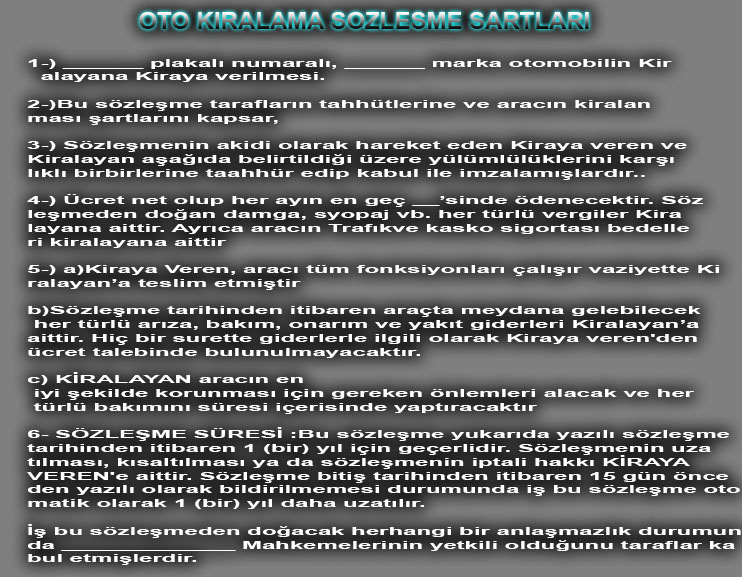 OTO KIRALAMA SOZLESME SARTLARI
1-) ________ plakalı numaralı, ________ marka otomobilin Kir
alayana Kiraya verilmesi.
2-)Bu sözleşme tarafların tahhütlerine ve aracın kiralan
ması şartlarını kapsar,
3-) Sözleşmenin akidi olarak hareket eden Kiraya veren ve
Kiralayan aşağıda belirtildiği üzere yülümlülüklerini karşı
lıklı birbirlerine taahhür edip kabul ile imzalamışlardır..
4-) Ücret net olup her ayın en geç ___’sinde ödenecektir. Söz
leşmeden doğan damga, syopaj vb. her türlü vergiler Kira
layana aittir. Ayrıca aracın Trafıkve kasko sigortası bedelle
ri kiralayana aittir
5-) a)Kiraya Veren, aracı tüm fonksiyonları çalışır vaziyette Ki
ralayan’a teslim etmiştir
b)Sözleşme tarihinden itibaren araçta meydana gelebilecek
her türlü arıza, bakım, onarım ve yakıt giderleri Kiralayan’a
aittir. Hiç bir surette giderlerle ilgili olarak Kiraya veren'den
ücret talebinde bulunulmayacaktır.
c) KİRALAYAN aracın en
iyi şekilde korunması için gereken önlemleri alacak ve her
türlü bakımını süresi içerisinde yaptıracaktır
6- SÖZLEŞME SÜRESİ :Bu sözleşme yukarıda yazılı sözleşme
tarihinden itibaren 1 (bir) yıl için geçerlidir. Sözleşmenin uza
tılması, kısaltılması ya da sözleşmenin iptali hakkı KİRAYA
VEREN'e aittir. Sözleşme bitiş tarihinden itibaren 15 gün önce
den yazılı olarak bildirilmemesi durumunda iş bu sözleşme oto
matik olarak 1 (bir) yıl daha uzatılır.
İş bu sözleşmeden doğacak herhangi bir anlaşmazlık durumun
da _________________ Mahkemelerinin yetkili olduğunu taraflar ka
bul etmişlerdir.